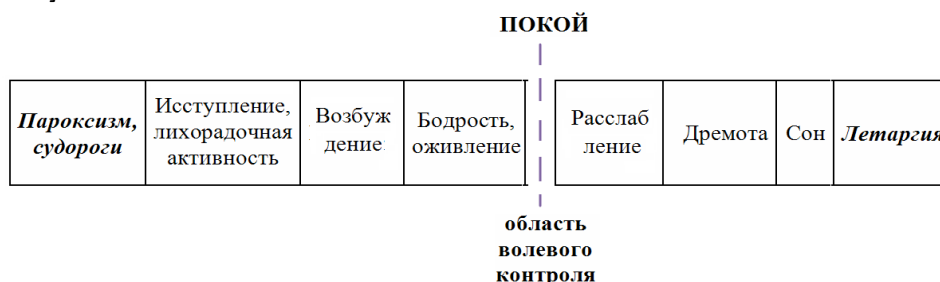 ПОКОЙ
Пароксизм,
судороги
Исступление,
лихорадочная
активность
Возбуж
дение
Бодрость,
оживление
Расслаб
ление
Дремота
Сон
Летаргия
область
волевого
контроля